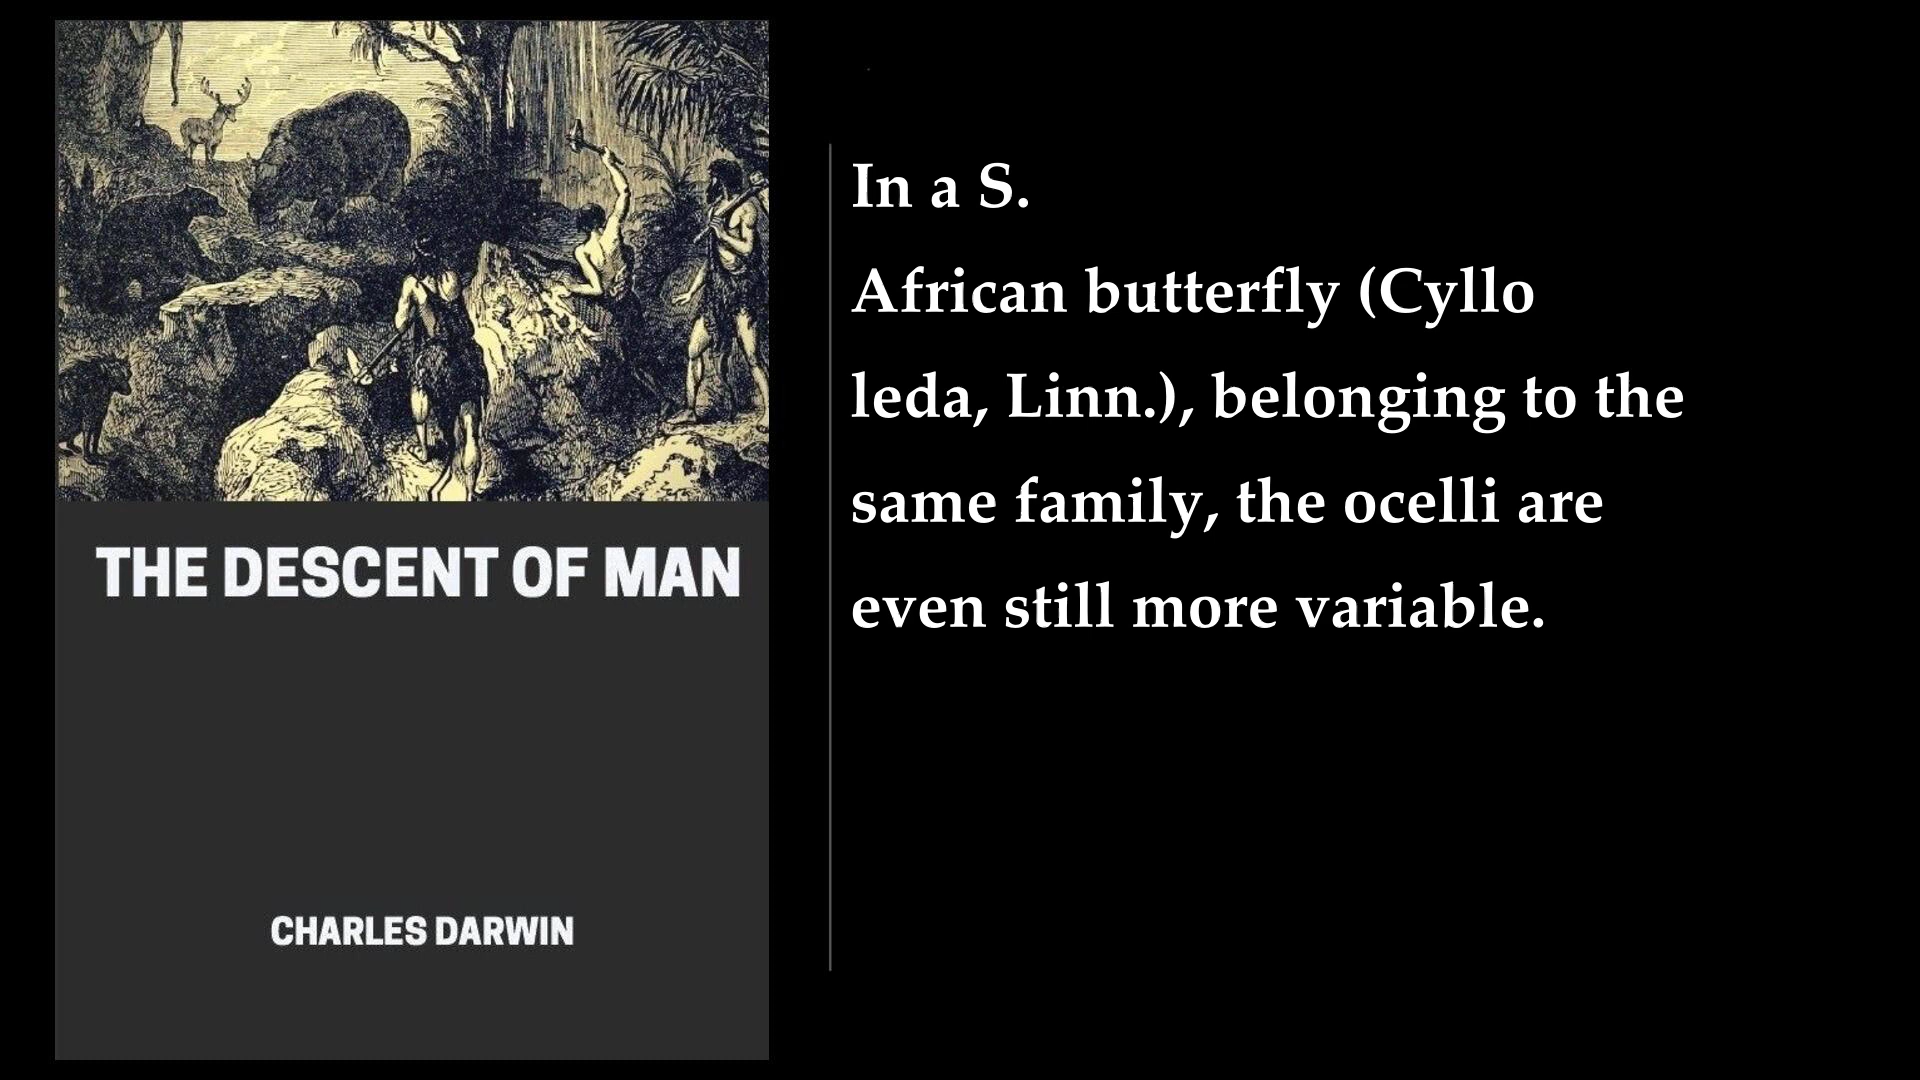 THE DESCENT OF MAN
CHARLES DARWIN
In a S.
African butterfly (Cyllo
leda, Linn.), belonging to the
same family, the ocelli are
even still more variable.